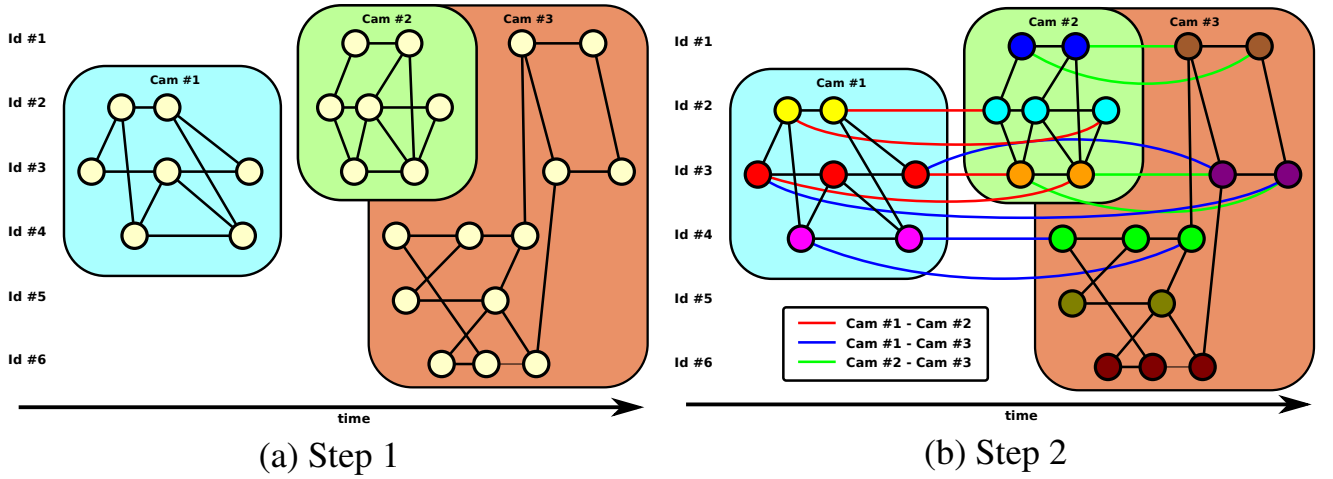 Cam #2
Cam #3
Id #1
Cam #1
Id #2
Id #3
Id #4
Id #5
Id #6
time
(a) Step 1
Cam #2
Cam #3
Id #1
Cam #1
Id #2
Id #3
Id #4
Id #5
Cam #1 - Cam #2
Cam #1 - Cam #3
Cam #2 - Cam #3
Id #6
time
(b) Step 2